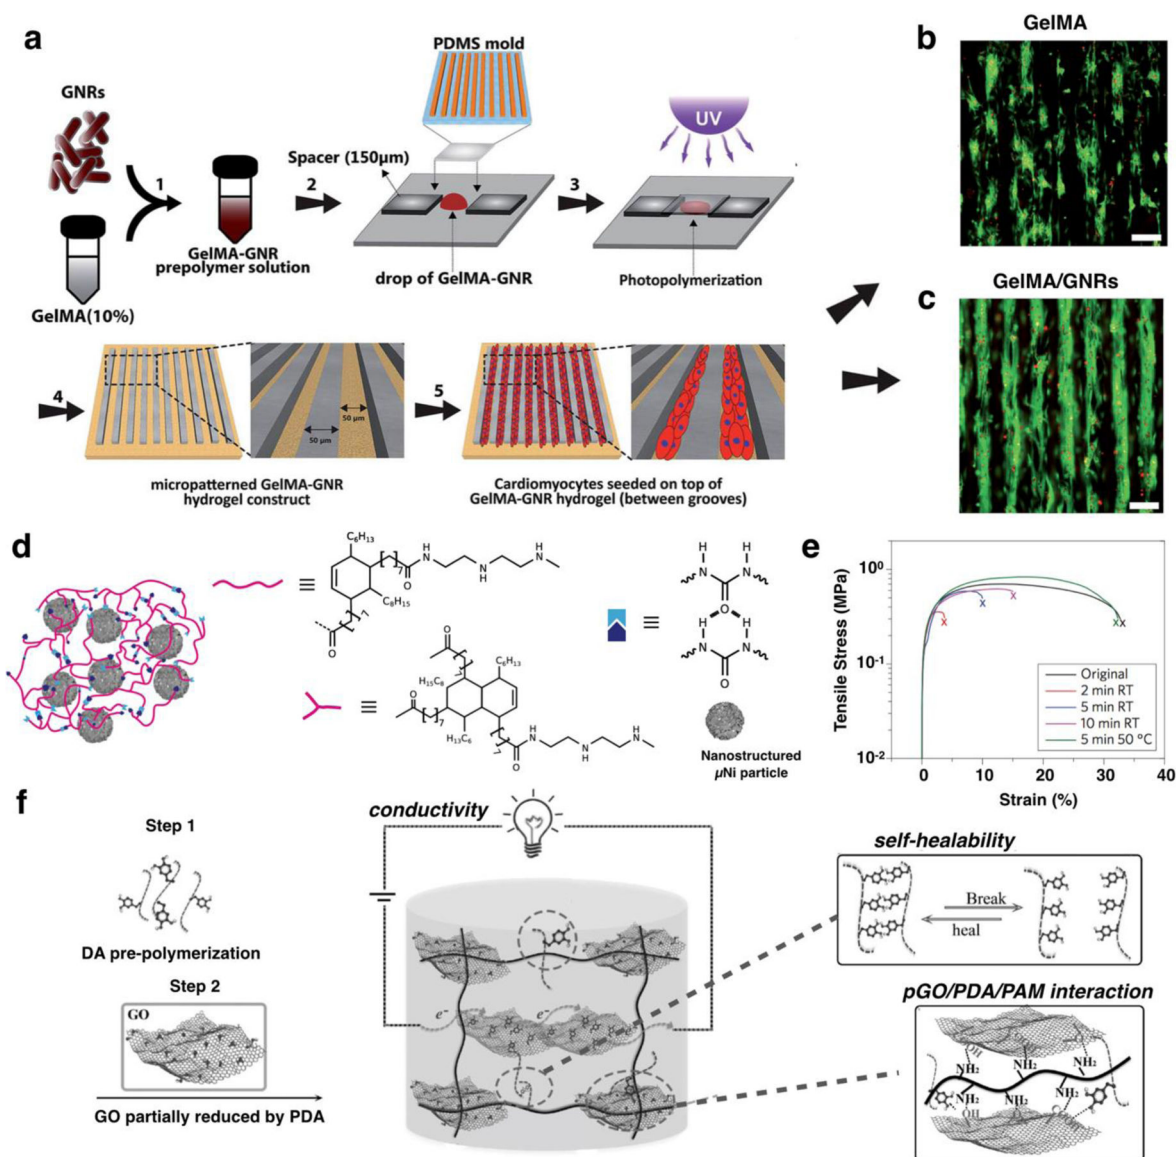 a
GNRs
1
GelMA-GNR
prepolymer solution
GelMA(10%)
2
PDMS mold
Spacer (150μm)
drop of GelMA-GNR
3
UV
Photopolymerization
4
50 μm
50 μm
micropatterned GelMA-GNR
hydrogel construct
5
Cardiomyocytes seeded on top of
GelMA-GNR hydrogel (between grooves)
b
GelMA
c
GelMA/GNRs
d
≡
C6H13
7
O
H
N
N
H
H
N
C8H15
7
O
≡
O
7
C6H13
H15C8
O
7
H13C6
7
O
H
N
N
H
H
N
≡
H
H
N
N
O
H
H
N
N
O
Nanostructured
μNi particle
e
Tensile Stress (MPa)
10⁰
10⁻¹
10⁻²
0
10
20
30
40
Strain (%)
Original
2 min RT
5 min RT
10 min RT
5 min 50 °C
f
Step 1
DA pre-polymerization
Step 2
GO
GO partially reduced by PDA
conductivity
e⁻
e⁻
self-healability
Break
heal
pGO/PDA/PAM interaction
NH2
NH2
NH2
NH2
NH2
NH2
OH